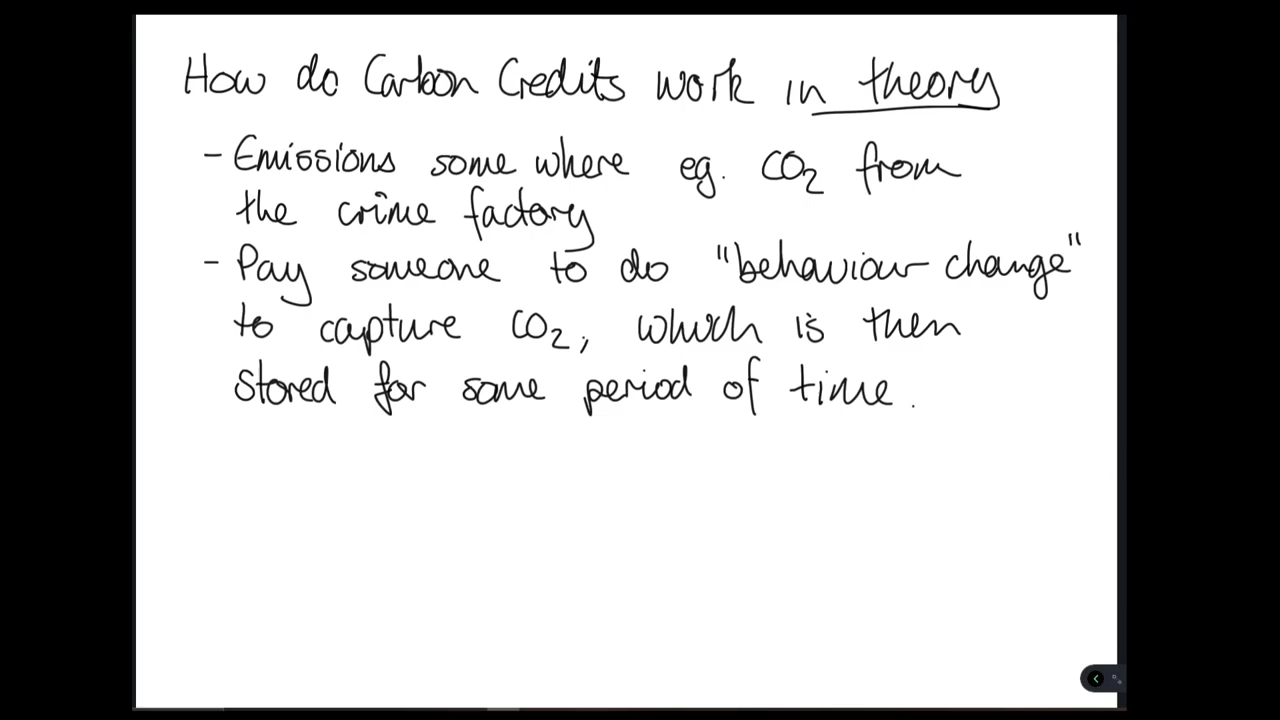 How do Carbon Credits work in theory
- Emissions some where eg. CO2 from
the crime factory
- Pay someone to do "behaviour change"
to capture CO2, which is then
stored for some period of time.